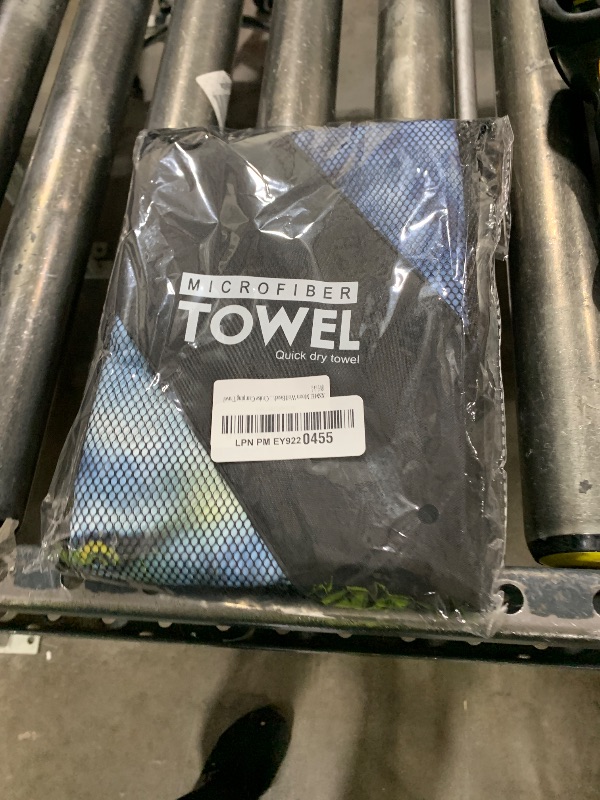 MICROFIBER
TOWEL
Quick dry towel
LPN PM EY922 0455